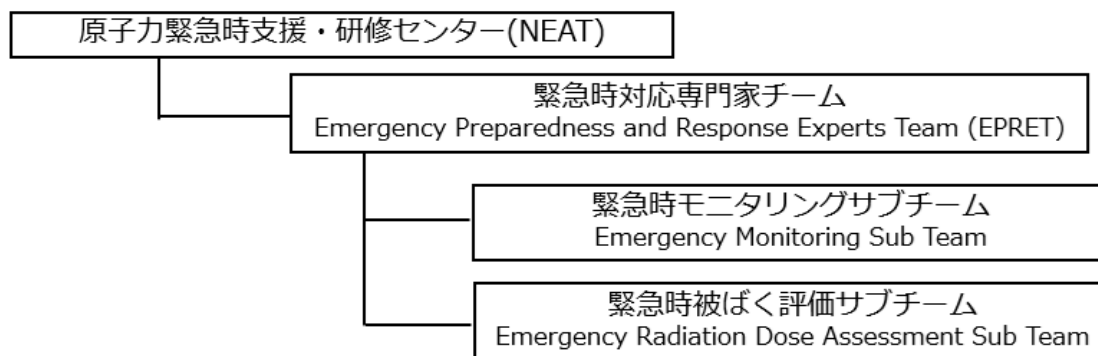 原子力緊急時支援・研修センター(NEAT)
緊急時対応専門家チーム
Emergency Preparedness and Response Experts Team (EPRET)
緊急時モニタリングサブチーム
Emergency Monitoring Sub Team
緊急時被ばく評価サブチーム
Emergency Radiation Dose Assessment Sub Team